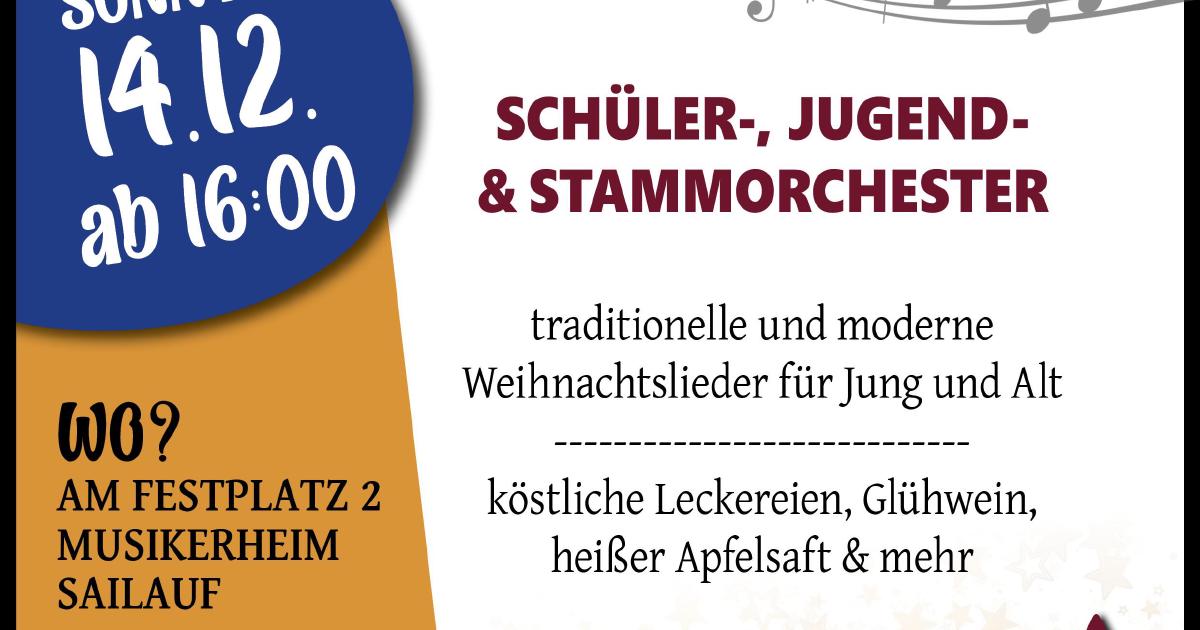 14.12.
ab 16:00
WO?
AM FESTPLATZ 2
MUSIKERHEIM
SAILAUF
SCHÜLER-, JUGEND-
& STAMMORCHESTER
traditionelle und moderne
Weihnachtslieder für Jung und Alt
----------------------------
köstliche Leckereien, Glühwein,
heißer Apfelsaft & mehr